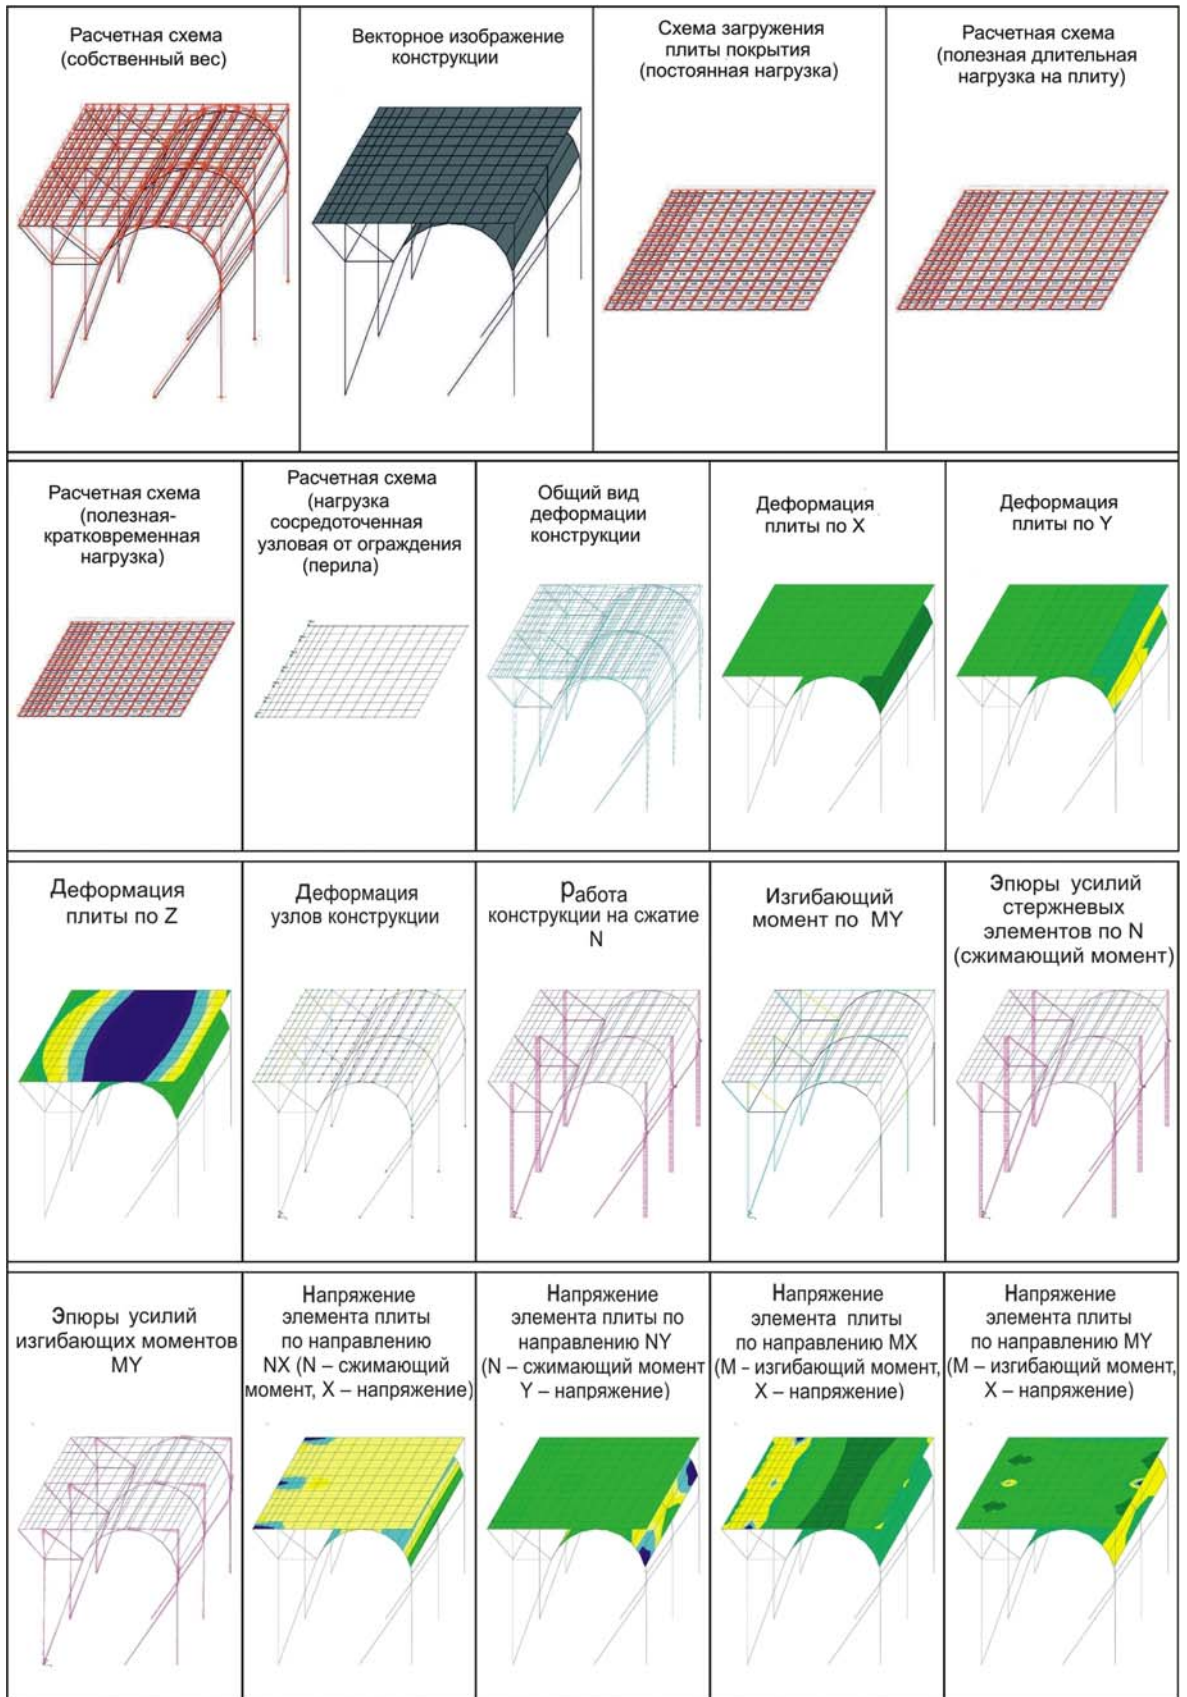 Расчетная схема
(собственный вес)
Векторное изображение
конструкции
Схема загружения
плиты покрытия
(постоянная нагрузка)
Расчетная схема
(полезная длительная
нагрузка на плиту)
Расчетная схема
(полезная-
кратковременная
нагрузка)
Расчетная схема
(нагрузка
сосредоточенная
узловая от ограждения
(перила)
Общий вид
деформации
конструкции
Деформация
плиты по X
Деформация
плиты по Y
Деформация
плиты по Z
Деформация
узлов конструкции
Работа
конструкции на сжатие
N
Изгибающий
момент по MY
Эпюры усилий
стержневых
элементов по N
(сжимающий момент)
Эпюры усилий
изгибающих моментов
MY
Напряжение
элемента плиты
по направлению
NX (N – сжимающий
момент, X – напряжение)
Напряжение
элемента плиты по
направлению NY
(N – сжимающий момент
Y – напряжение)
Напряжение
элемента плиты
по направлению MX
(M – изгибающий момент,
X – напряжение)
Напряжение
элемента плиты
по направлению MY
(M – изгибающий момент,
X – напряжение)